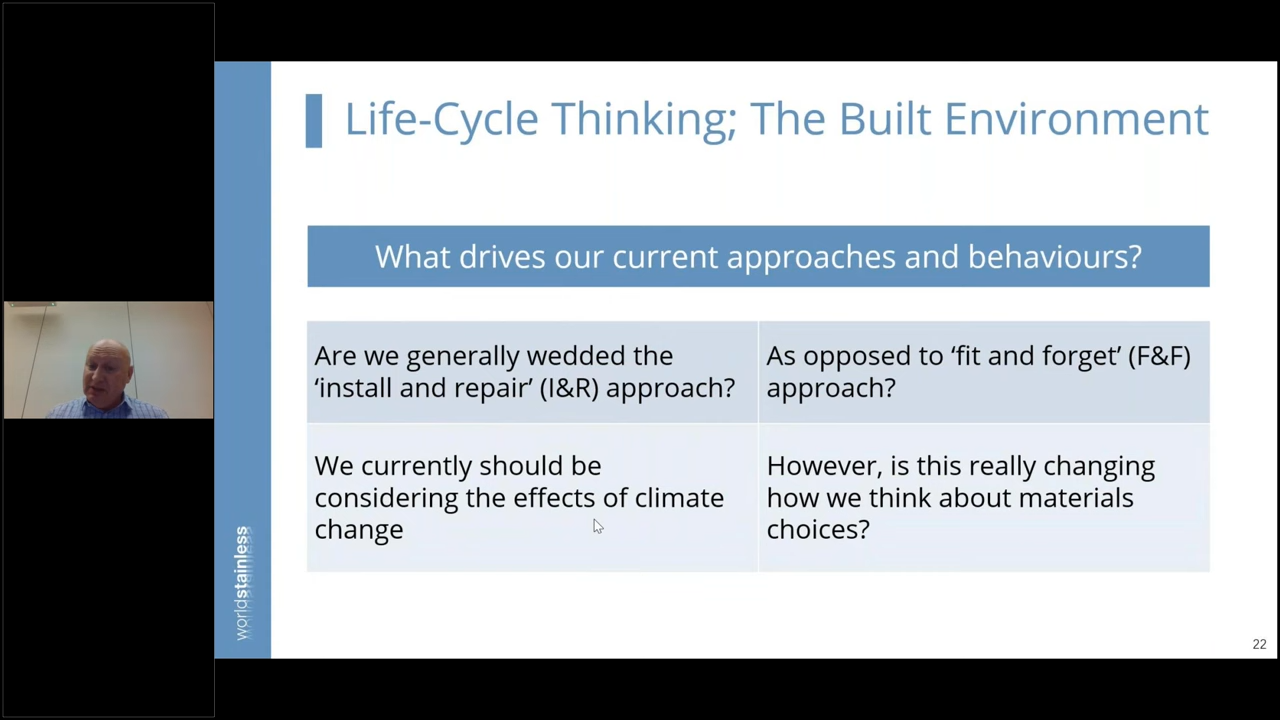 Life-Cycle Thinking; The Built Environment
What drives our current approaches and behaviours?
Are we generally wedded the
‘install and repair’ (I&R) approach?
As opposed to ‘fit and forget’ (F&F)
approach?
We currently should be
considering the effects of climate
change
However, is this really changing
how we think about materials
choices?
worldstainless
22